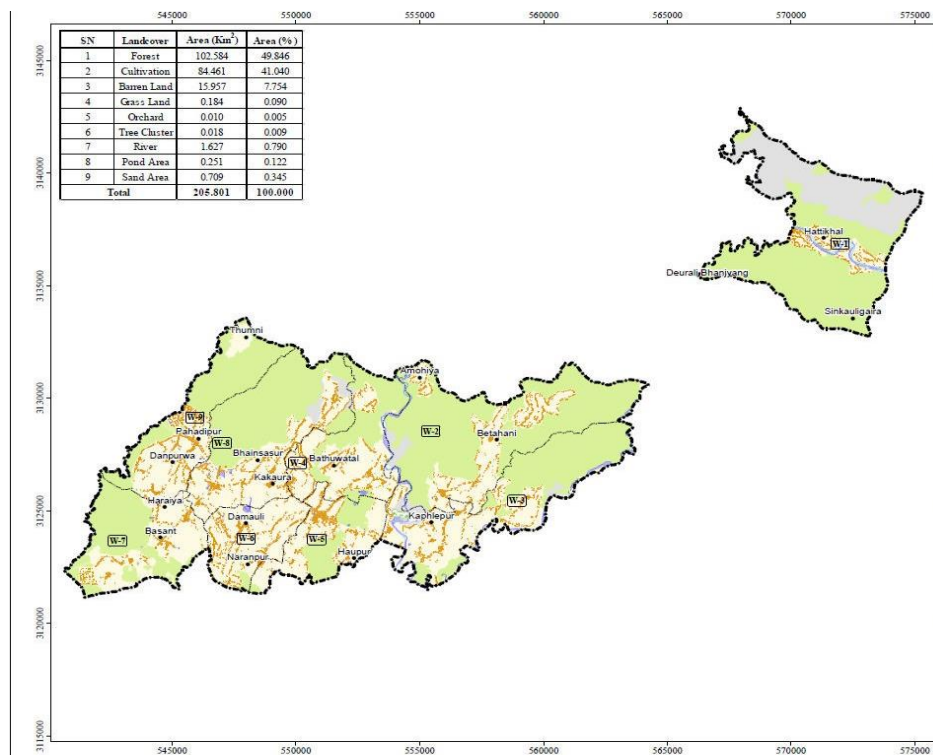 545000 550000 555000 560000 565000 570000 575000
SN Landcover Area (Km²) Area (%)
1 Forest 102.584 49.846
2 Cultivation 84.461 41.040
3 Barren Land 15.957 7.754
4 Grass Land 0.184 0.090
5 Orchard 0.010 0.005
6 Tree Cluster 0.018 0.009
7 River 1.627 0.790
8 Pond Area 0.251 0.122
9 Sand Area 0.709 0.345
Total 205.801 100.000
3145000
3140000
3135000
3130000
3125000
3120000
3115000
Hattikhal
W-1
Deurali Bhanjyang
Sinkauligaira
Thumni
Amohiya
W-9
Pahadipur
W-8
W-2
Betahani
Danpurwa
Bhainsasur
W-4
Bathuwatal
Kakaura
Haraiya
W-3
Damauli
Kaphlepur
Basant
W-7
W-6
W-5
Naranpur
Haupur
545000 550000 555000 560000 565000 570000 575000